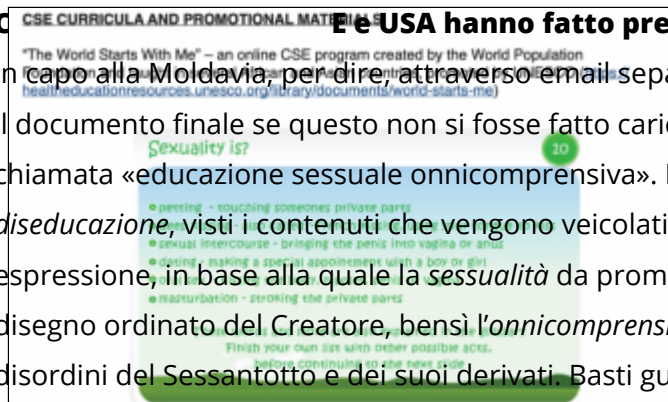 CSE CURRICULA AND PROMOTIONAL MATERIALS
E e USA hanno fatto pre
"The World Starts With Me" – an online CSE program created by the World Population
n capo alla Moldavia, per dire, attraverso email sepa
healtheducationresources.unesco.org/library/documents/world-starts-me)
l documento finale se questo non si fosse fatto caric
Sexuality is?
20
chiamata «educazione sessuale onnicomprensiva».
petting - touching someones private parts
diseducazione, visti i contenuti che vengono veicolati
sexual intercourse - bringing the penis into vagina or anus
dating - making a special appointment with a boy or girl
espressione, in base alla quale la sessualità da prom
masturbation - stroking the private parts
disegno ordinato del Creatore, bensì l'onnicomprensi
Finish your own list with other possible acts,
before continuing to the next slide
disordini del Sessantotto e dei suoi derivati. Basti gu